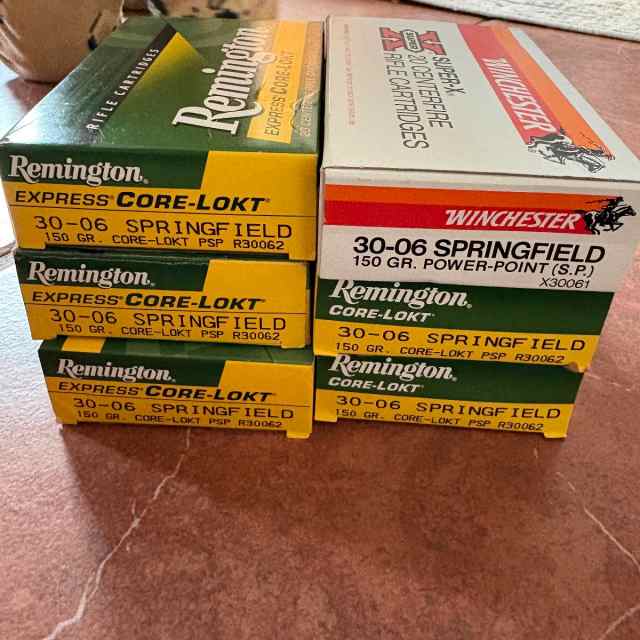 RIFLE CARTRIDGES
Remington
EXPRESS CORE-LOKT
Remington
EXPRESS® CORE-LOKT®
30-06 SPRINGFIELD
150 GR. CORE-LOKT PSP R30062
Remington
EXPRESS® CORE-LOKT®
30-06 SPRINGFIELD
150 GR. CORE-LOKT PSP R30062
Remington
EXPRESS® CORE-LOKT®
30-06 SPRINGFIELD
150 GR. CORE-LOKT PSP R30062
WINCHESTER
X
SUPER-X
20 CENTERFIRE
RIFLE CARTRIDGES
WINCHESTER
30-06 SPRINGFIELD
150 GR. POWER-POINT (S.P.)
X30061
Remington
CORE-LOKT®
30-06 SPRINGFIELD
150 GR. CORE-LOKT PSP R30062
Remington
CORE-LOKT®
30-06 SPRINGFIELD
150 GR. CORE-LOKT PSP R30062